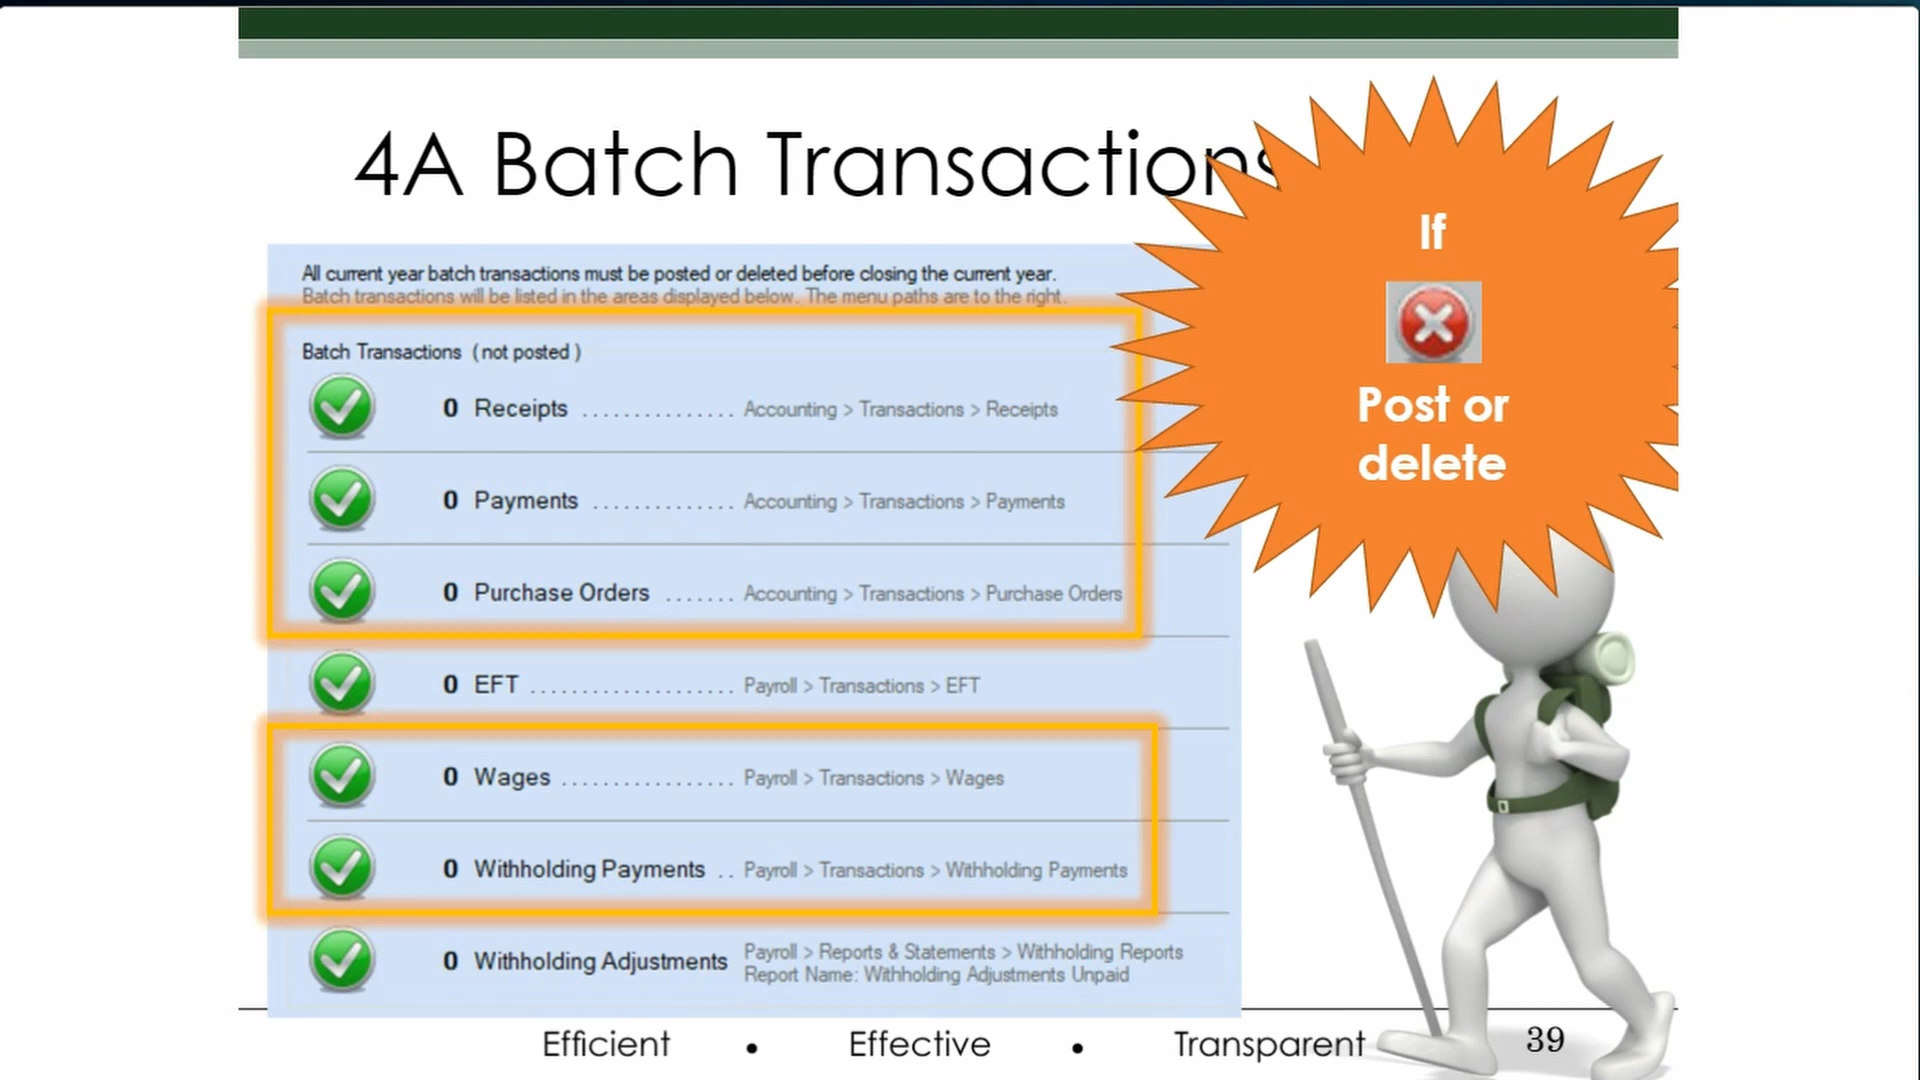 4A Batch Transactions
If
Post or
delete
All current year batch transactions must be posted or deleted before closing the current year.
Batch transactions will be listed in the areas displayed below. The menu paths are to the right.
Batch Transactions ( not posted )
0 Receipts . . . . . . . . . . . . . . . Accounting > Transactions > Receipts
0 Payments . . . . . . . . . . . . . . Accounting > Transactions > Payments
0 Purchase Orders . . . . . . . Accounting > Transactions > Purchase Orders
0 EFT . . . . . . . . . . . . . . . . . . . . Payroll > Transactions > EFT
0 Wages . . . . . . . . . . . . . . . . . Payroll > Transactions > Wages
0 Withholding Payments . . Payroll > Transactions > Withholding Payments
0 Withholding Adjustments Payroll > Reports & Statements > Withholding Reports
Report Name: Withholding Adjustments Unpaid
Efficient • Effective • Transparent 39